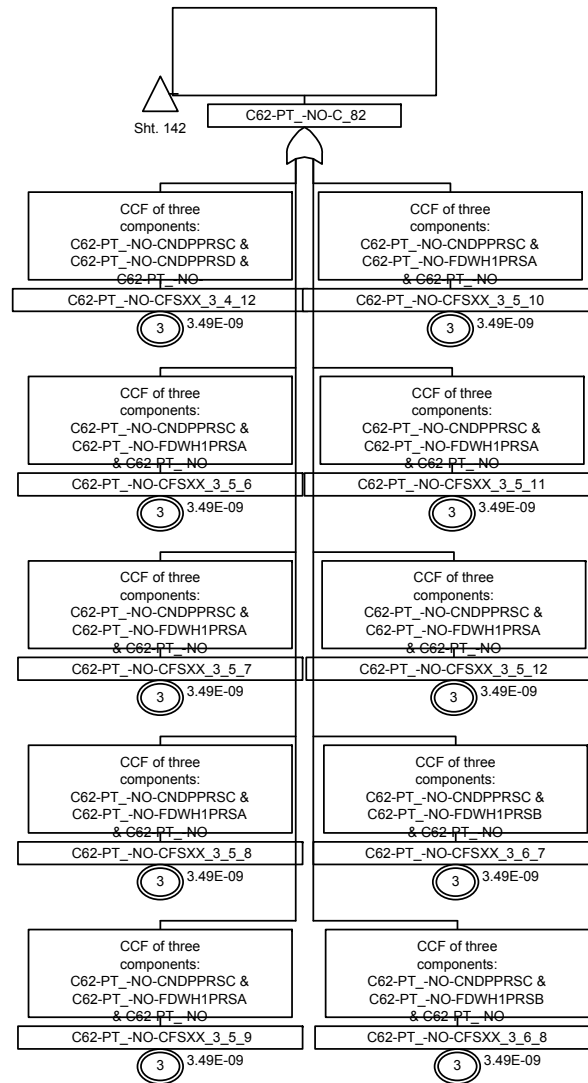 Sht. 142
C62-PT_-NO-C_82
CCF of three
components:
C62-PT_-NO-CNDPPRSC &
C62-PT_-NO-CNDPPRSD &
C62-PT_-NO-
C62-PT_-NO-CFSXX_3_4_12
3
3.49E-09
CCF of three
components:
C62-PT_-NO-CNDPPRSC &
C62-PT_-NO-FDWH1PRSA
& C62-PT_-NO
C62-PT_-NO-CFSXX_3_5_10
3
3.49E-09
CCF of three
components:
C62-PT_-NO-CNDPPRSC &
C62-PT_-NO-FDWH1PRSA
& C62-PT_-NO
C62-PT_-NO-CFSXX_3_5_6
3
3.49E-09
CCF of three
components:
C62-PT_-NO-CNDPPRSC &
C62-PT_-NO-FDWH1PRSA
& C62-PT_-NO
C62-PT_-NO-CFSXX_3_5_11
3
3.49E-09
CCF of three
components:
C62-PT_-NO-CNDPPRSC &
C62-PT_-NO-FDWH1PRSA
& C62-PT_-NO
C62-PT_-NO-CFSXX_3_5_7
3
3.49E-09
CCF of three
components:
C62-PT_-NO-CNDPPRSC &
C62-PT_-NO-FDWH1PRSA
& C62-PT_-NO
C62-PT_-NO-CFSXX_3_5_12
3
3.49E-09
CCF of three
components:
C62-PT_-NO-CNDPPRSC &
C62-PT_-NO-FDWH1PRSA
& C62-PT_-NO
C62-PT_-NO-CFSXX_3_5_8
3
3.49E-09
CCF of three
components:
C62-PT_-NO-CNDPPRSC &
C62-PT_-NO-FDWH1PRSB
& C62-PT_-NO
C62-PT_-NO-CFSXX_3_6_7
3
3.49E-09
CCF of three
components:
C62-PT_-NO-CNDPPRSC &
C62-PT_-NO-FDWH1PRSA
& C62-PT_-NO
C62-PT_-NO-CFSXX_3_5_9
3
3.49E-09
CCF of three
components:
C62-PT_-NO-CNDPPRSC &
C62-PT_-NO-FDWH1PRSB
& C62-PT_-NO
C62-PT_-NO-CFSXX_3_6_8
3
3.49E-09